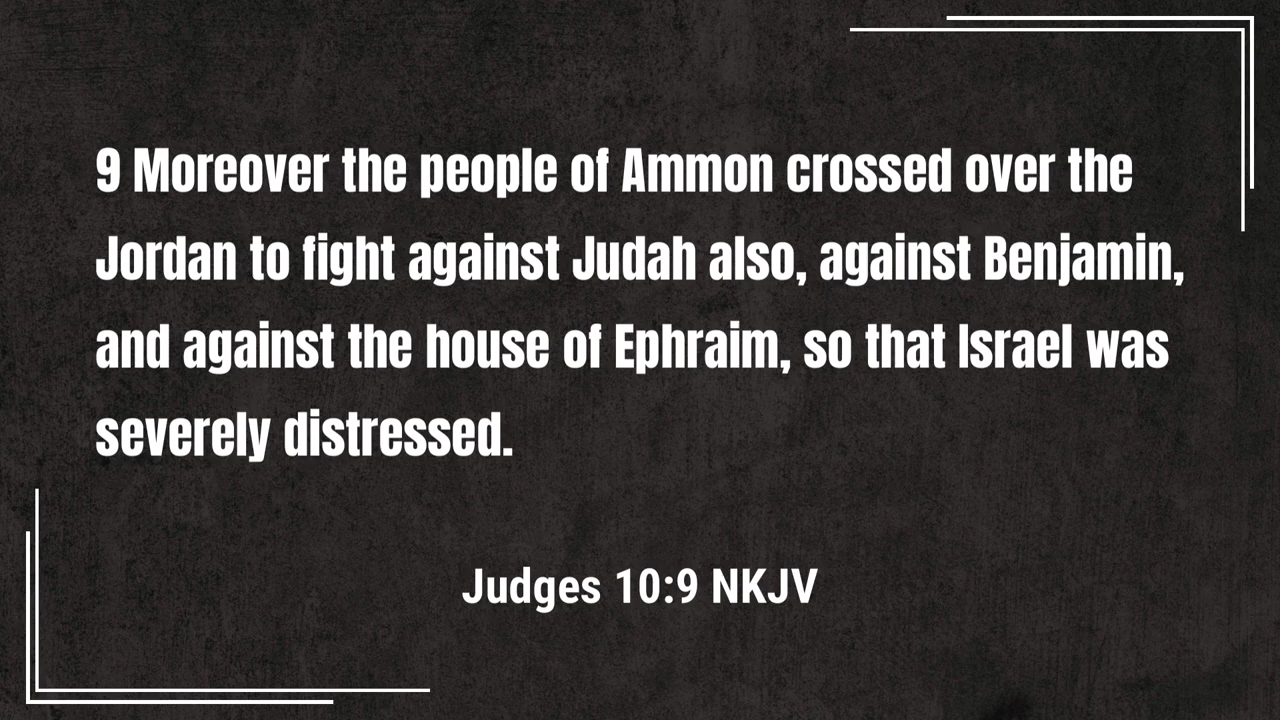 9 Moreover the people of Ammon crossed over the
Jordan to fight against Judah also, against Benjamin,
and against the house of Ephraim, so that Israel was
severely distressed.
Judges 10:9 NKJV